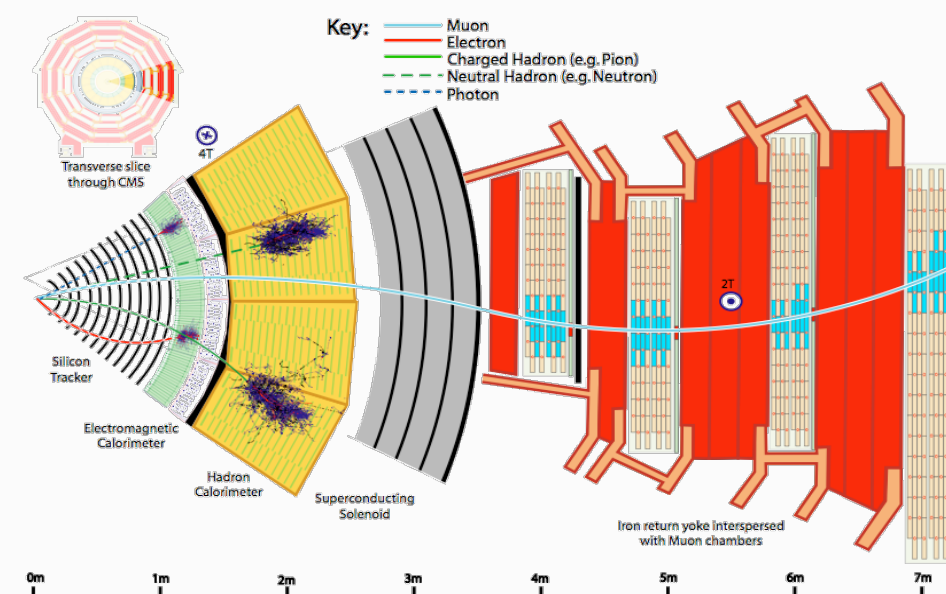 Key:
Muon
Electron
Charged Hadron (e.g. Pion)
Neutral Hadron (e.g. Neutron)
Photon
Transverse slice
through CMS
4T
2T
Silicon
Tracker
Electromagnetic
Calorimeter
Hadron
Calorimeter
Superconducting
Solenoid
Iron return yoke interspersed
with Muon chambers
0m 1m 2m 3m 4m 5m 6m 7m